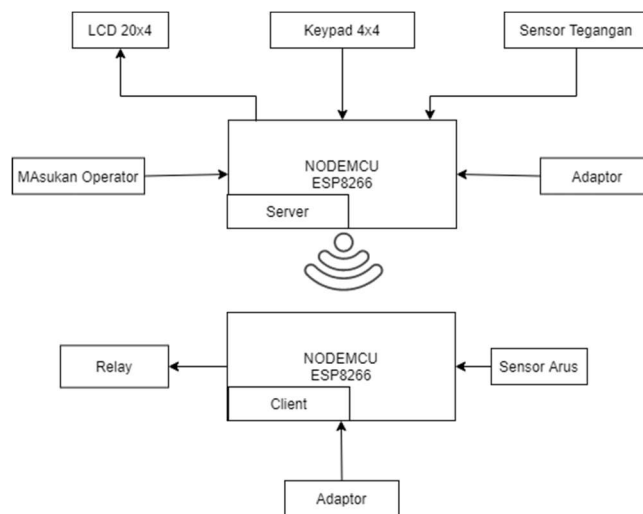 LCD 20x4
Keypad 4x4
Sensor Tegangan
MAsukan Operator
NODEMCU
ESP8266
Server
Adaptor
Relay
NODEMCU
ESP8266
Client
Sensor Arus
Adaptor